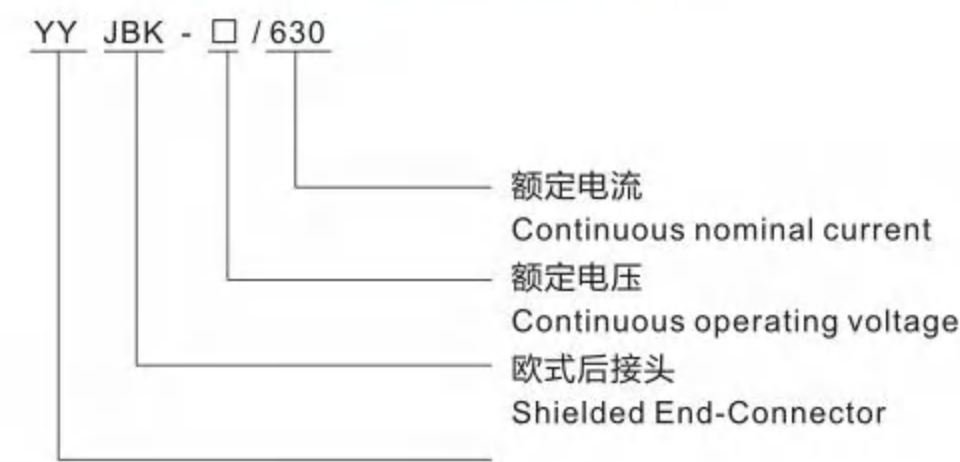 YY JBK - □ / 630
额定电流
Continuous nominal current
额定电压
Continuous operating voltage
欧式后接头
Shielded End-Connector